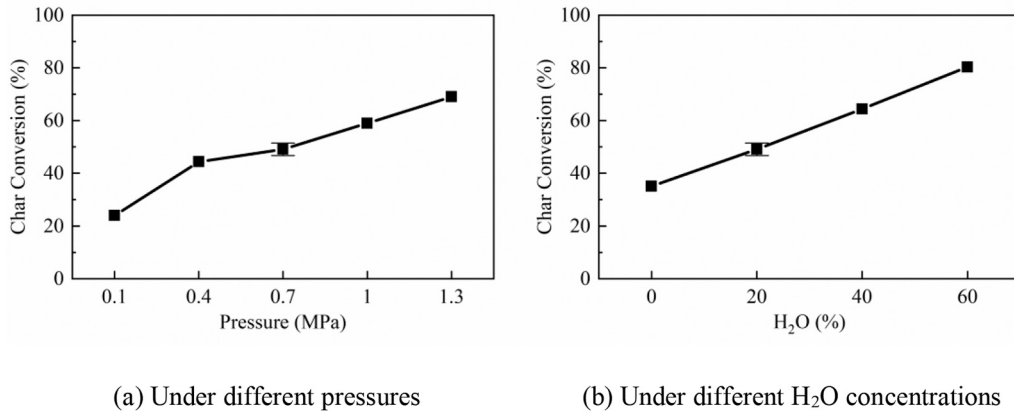 100
80
60
40
20
0
Char Conversion (%)
0.1 0.4 0.7 1 1.3
Pressure (MPa)
(a) Under different pressures
100
80
60
40
20
0
Char Conversion (%)
0 20 40 60
H₂O (%)
(b) Under different H₂O concentrations